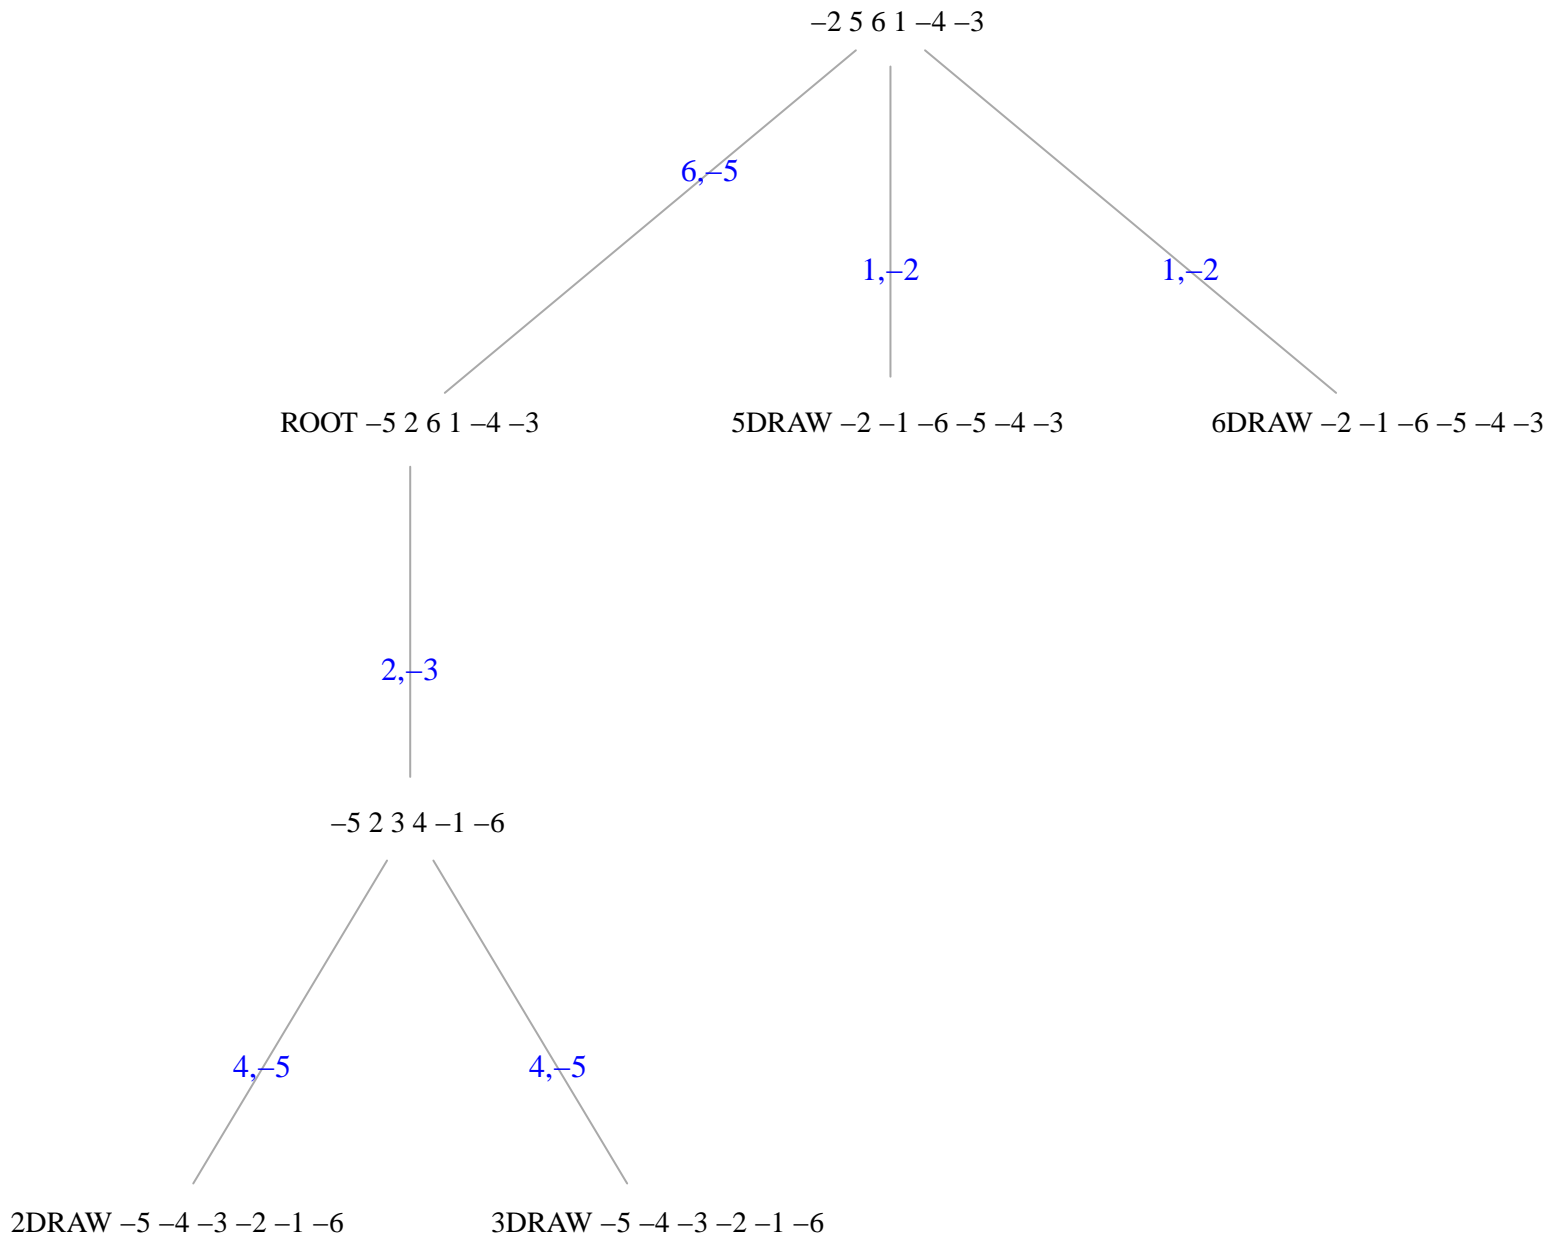 –2 5 6 1 –4 –3
6,–5
1,–2
1,–2
ROOT –5 2 6 1 –4 –3
5DRAW –2 –1 –6 –5 –4 –3
6DRAW –2 –1 –6 –5 –4 –3
2,–3
–5 2 3 4 –1 –6
4,–5
4,–5
2DRAW –5 –4 –3 –2 –1 –6
3DRAW –5 –4 –3 –2 –1 –6